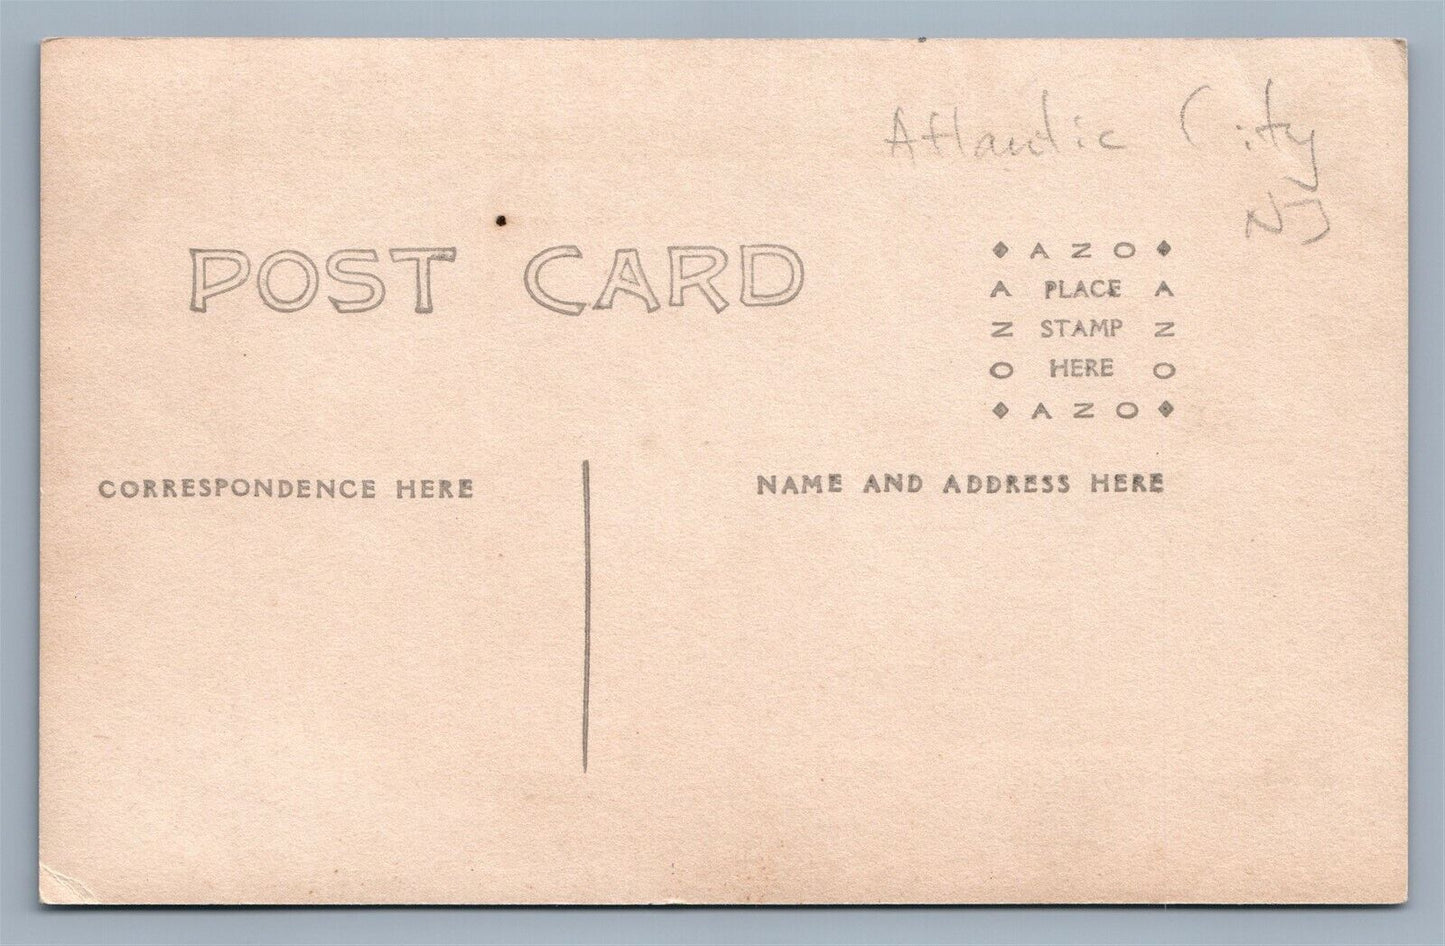 Atlantic City
NJ
POST CARD
AZO
A PLACE A
Z STAMP Z
O HERE O
AZO
CORRESPONDENCE HERE
NAME AND ADDRESS HERE